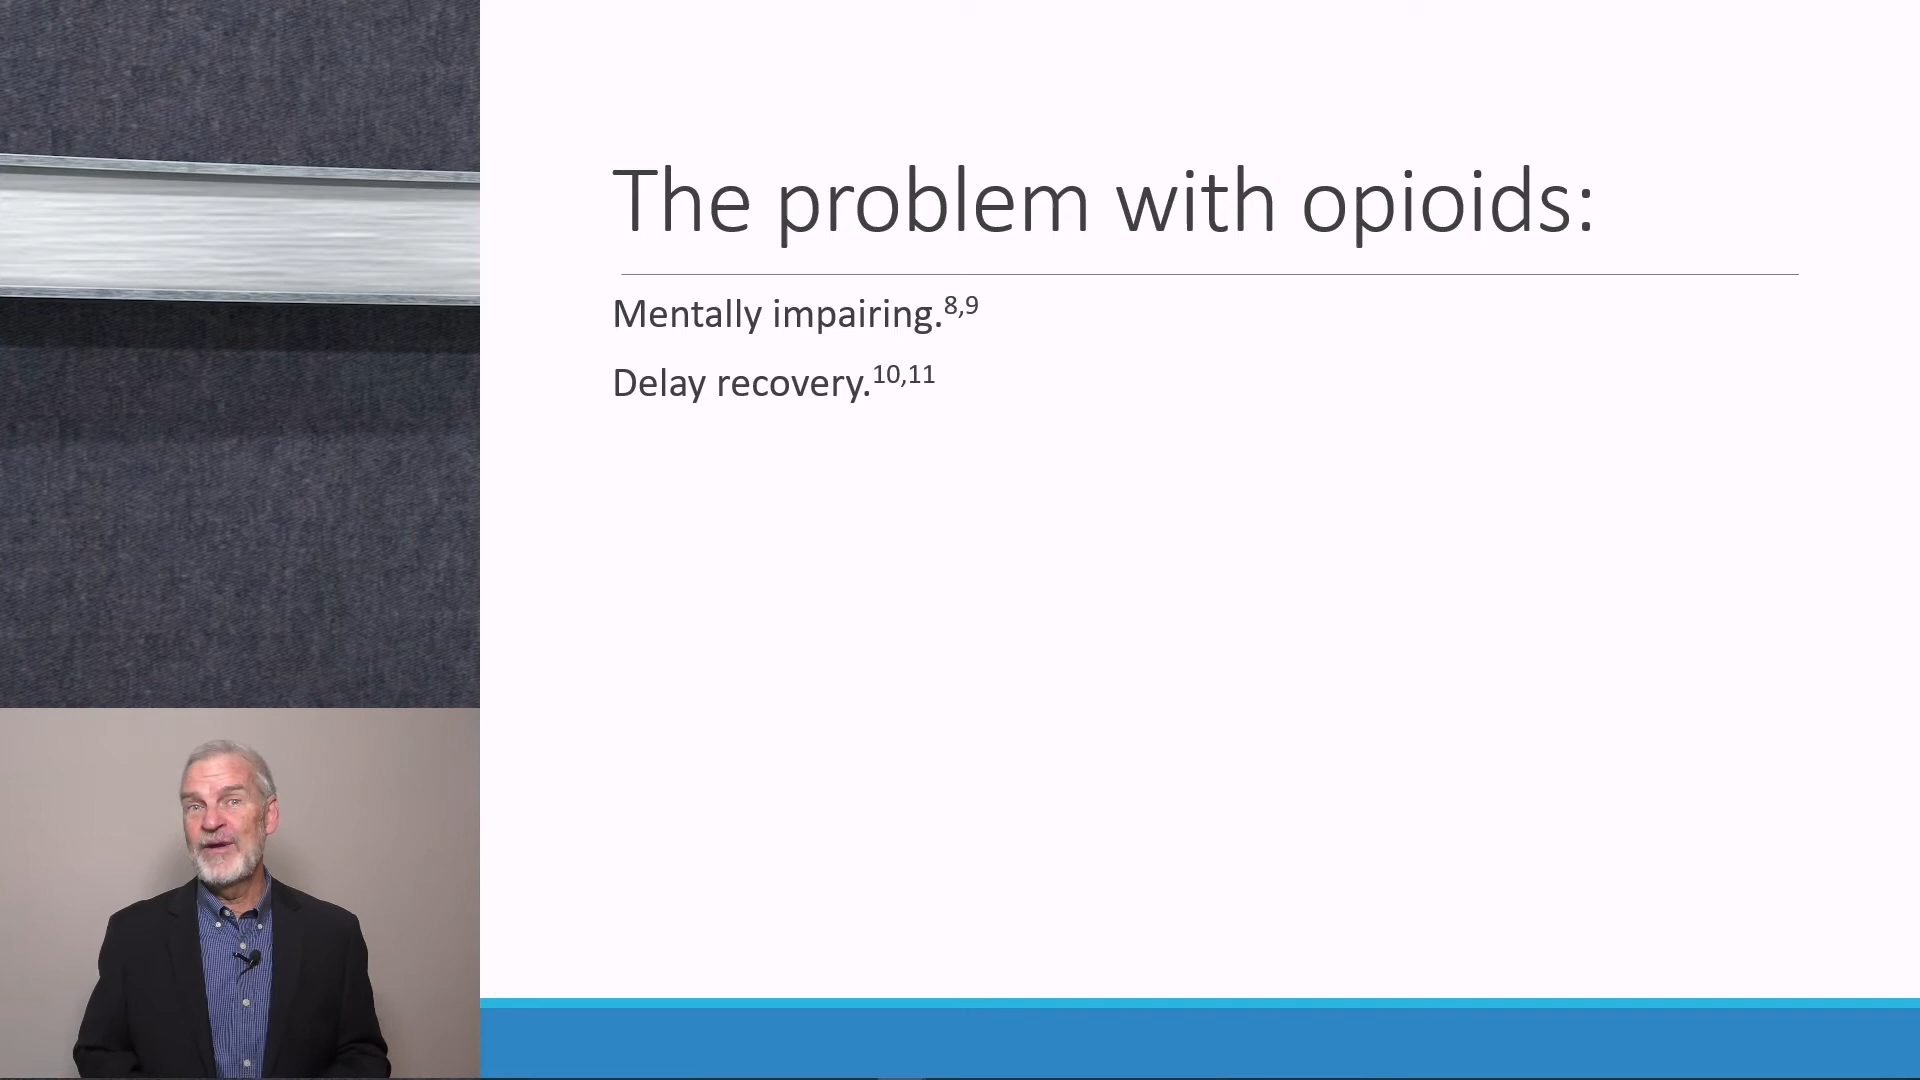 The problem with opioids:
Mentally impairing.8,9
Delay recovery.10,11